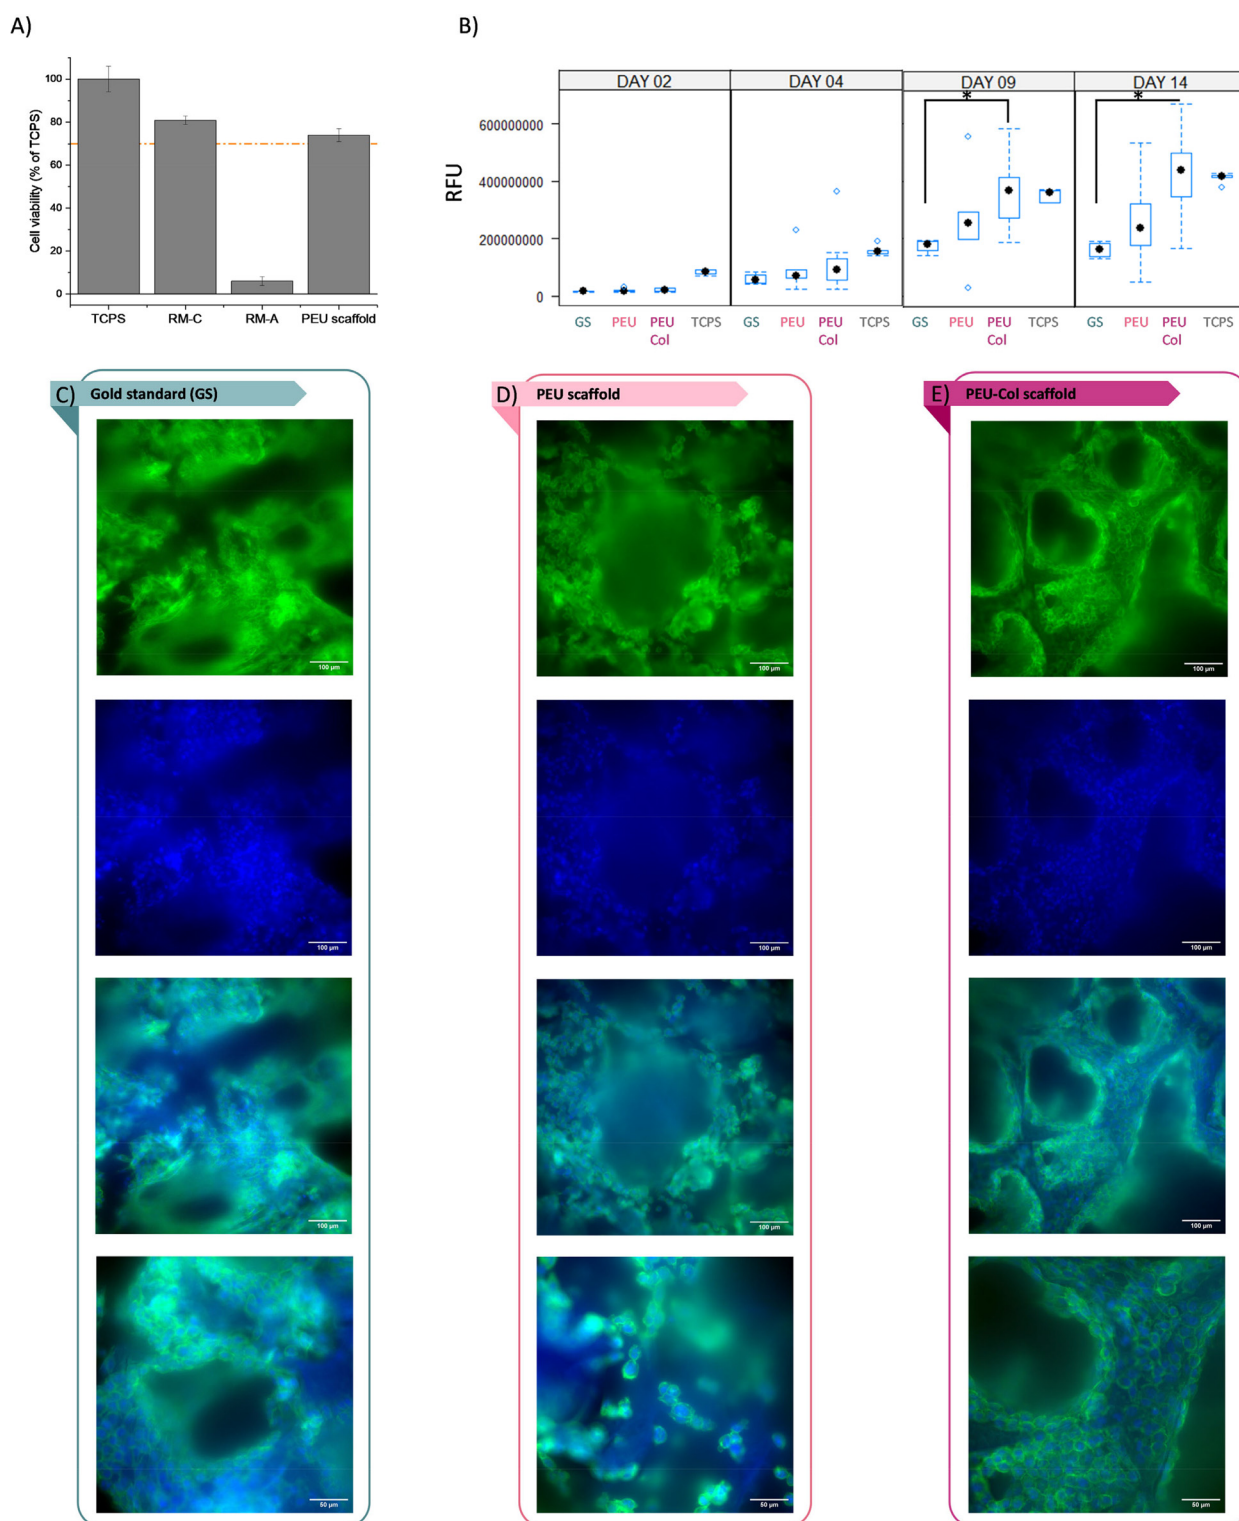 A)
Cell viability (% of TCPS)
100
80
60
40
20
0
TCPS RM-C RM-A PEU scaffold
B)
RFU
DAY 02 DAY 04 DAY 09 DAY 14
* *
600000000
400000000
200000000
0
GS PEU PEU TCPS GS PEU PEU TCPS GS PEU PEU TCPS GS PEU PEU TCPS
Col Col Col Col
C) Gold standard (GS)
100 µm
100 µm
100 µm
50 µm
D) PEU scaffold
100 µm
100 µm
100 µm
50 µm
E) PEU-Col scaffold
100 µm
100 µm
100 µm
50 µm